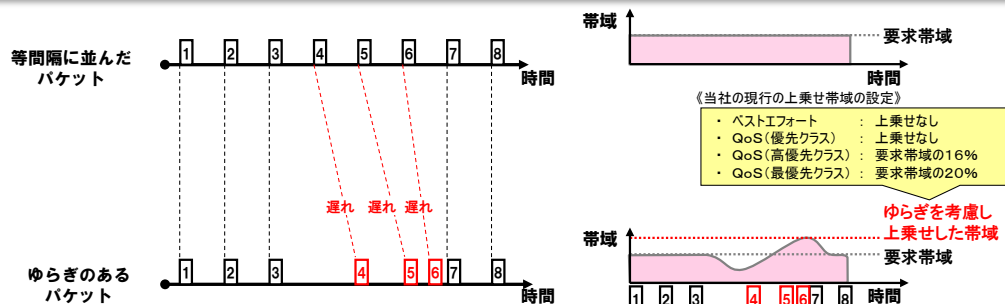 等間隔に並んだ
パケット
1 2 3 4 5 6 7 8
時間
遅れ 遅れ 遅れ
ゆらぎのある
パケット
1 2 3 4 5 6 7 8
帯域
要求帯域
時間
《当社の現行の上乗せ帯域の設定》
・ ベストエフォート : 上乗せなし
・ QoS(優先クラス) : 上乗せなし
・ QoS(高優先クラス) : 要求帯域の16%
・ QoS(最優先クラス) : 要求帯域の20%
ゆらぎを考慮し
上乗せした帯域
帯域
要求帯域
1 2 3 4 5 6 7 8 時間